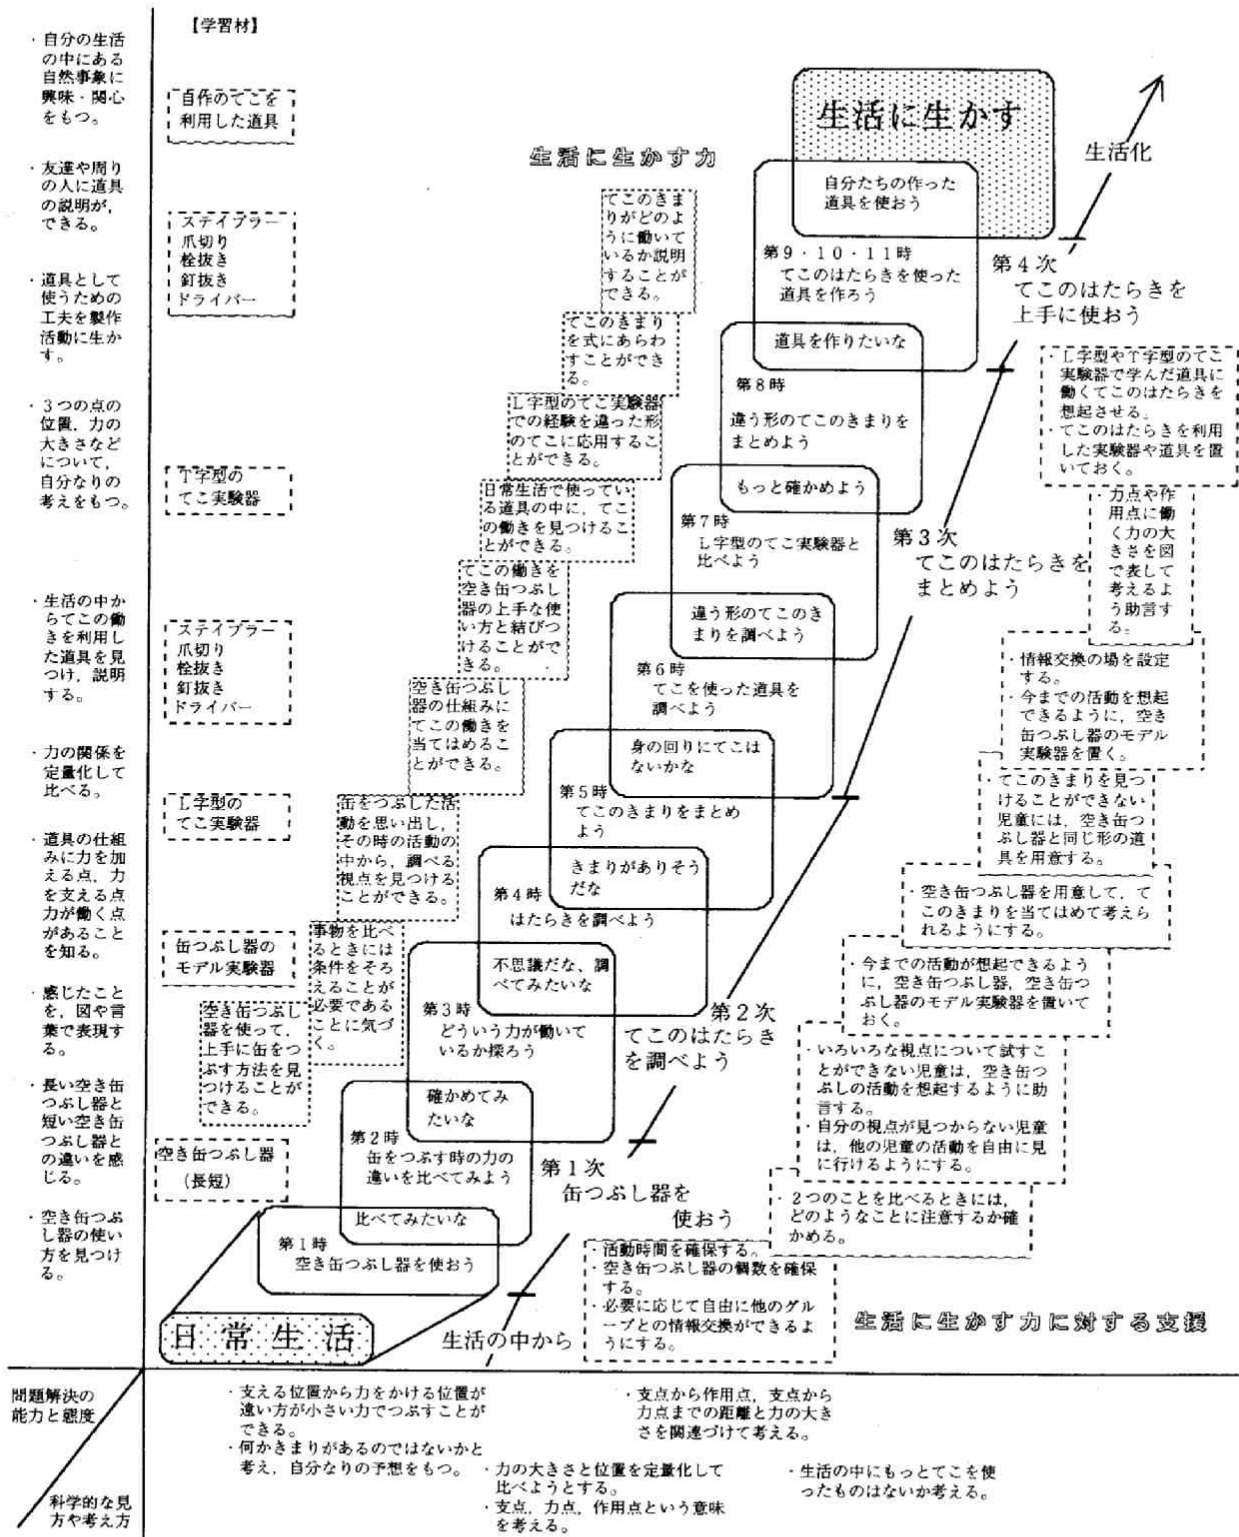 ・自分の生活
の中にある
自然事象に
興味・関心
をもつ。
・友達や周り
の人に道具
の説明が，
できる。
・道具として
使うための
工夫を製作
活動に生か
す。
・３つの点の
位置，力の
大きさなど
について，
自分なりの
考えをもつ。
・生活の中か
らてこの働
きを利用し
た道具を見
つけ，説明
する。
・力の関係を
定量化して
比べる。
・道具の仕組
みに力を加
える点，力
を支える点
力が働く点
があること
を知る。
・感じたこと
を，図や言
葉で表現す
る。
・長い空き缶
つぶし器と
短い空き缶
つぶし器と
の違いを感
じる。
・空き缶つぶ
し器の使い
方を見つけ
る。
【学習材】
自作のてこを
利用した道具
ステイプラー
爪切り
栓抜き
釘抜き
ドライバー
T字型の
てこ実験器
ステイプラー
爪切り
栓抜き
釘抜き
ドライバー
L字型の
てこ実験器
缶つぶし器の
モデル実験器
空き缶つぶし器
（長短）
生活に生かす力
てこのきま
りがどのよ
うに働いて
いるか説明
することが
できる。
てこのきまり
を式にあらわ
すことができ
る。
L字型のてこ実験器
での経験を違った形
のてこに応用するこ
とができる。
日常生活で使ってい
る道具の中に，てこ
の働きを見つけるこ
とができる。
てこの働きを
空き缶つぶし
器の上手な使
い方と結びつ
けることがで
きる。
空き缶つぶし
器の仕組みに
てこの働きを
当てはめるこ
とができる。
缶をつぶした活
動を思い出し，
その時の活動の
中から，調べる
視点を見つける
ことができる。
事物を比べ
るときには
条件をそろ
えることが
必要である
ことに気づ
く。
空き缶つぶし
器を使って，
上手に缶をつ
ぶす方法を見
つけることが
できる。
生活に生かす
自分たちの作った
道具を使おう
第９・10・11時
てこのはたらきを使った
道具を作ろう
道具を作りたいな
第８時
違う形のてこのきまりを
まとめよう
もっと確かめよう
第７時
L字型のてこ実験器と
比べよう
違う形のてこのき
まりを調べよう
第６時
てこを使った道具を
調べよう
身の回りにてこは
ないかな
第５時
てこのきまりをまとめ
よう
きまりがありそう
だな
第４時
はたらきを調べよう
不思議だな、調
べてみたいな
第３時
どういう力が働いて
いるか探ろう
確かめてみ
たいな
第２時
缶をつぶす時の力の
違いを比べてみよう
比べてみたいな
第１時
空き缶つぶし器を使おう
日常生活
生活化
第４次
てこのはたらきを
上手に使おう
第３次
てこのはたらきを
まとめよう
第２次
てこのはたらき
を調べよう
第１次
缶つぶし器を
使おう
生活の中から
・L字型やT字型のてこ
実験器で学んだ道具に
働くてこのはたらきを
想起させる。
・てこのはたらきを利用
した実験器や道具を置
いておく。
・力点や作
用点に働
く力の大
きさを図
で表して
考えるよ
う助言す
る。
・情報交換の場を設定
する。
・今までの活動を想起
できるように，空き
缶つぶし器のモデル
実験器を置く。
・てこのきまりを見つ
けることができない
児童には，空き缶つ
ぶし器と同じ形の道
具を用意する。
・空き缶つぶし器を用意して，て
このきまりを当てはめて考えら
れるようにする。
・今までの活動が想起できるよう
に，空き缶つぶし器，空き缶つ
ぶし器のモデル実験器を置いて
おく。
・いろいろな視点について試すこ
とができない児童は，空き缶つ
ぶしの活動を想起するように助
言する。
・自分の視点が見つからない児童
は，他の児童の活動を自由に見
に行けるようにする。
・２つのことを比べるときには，
どのようなことに注意するか確
かめる。
・活動時間を確保する。
・空き缶つぶし器の個数を確保
する。
・必要に応じて自由に他のグル
ープとの情報交換ができるよ
うにする。
生活に生かす力に対する支援
問題解決の
能力と態度
科学的な見
方や考え方
・支える位置から力をかける位置が
遠い方が小さい力でつぶすことが
できる。
・何かきまりがあるのではないかと
考え，自分なりの予想をもつ。
・力の大きさと位置を定量化して
比べようとする。
・支点，力点，作用点という意味
を考える。
・支点から作用点，支点から
力点までの距離と力の大き
さを関連づけて考える。
・生活の中にもっとてこを使
ったものはないか考える。